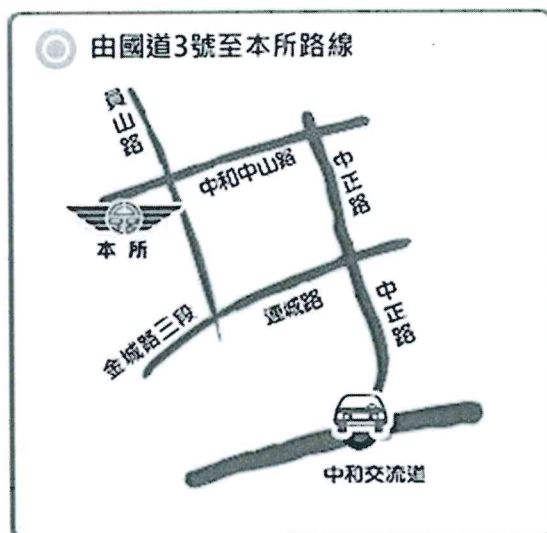 由國道3號至本所路線
員山路
中和中山路
中正路
本所
金城路三段
連城路
中正路
中和交流道